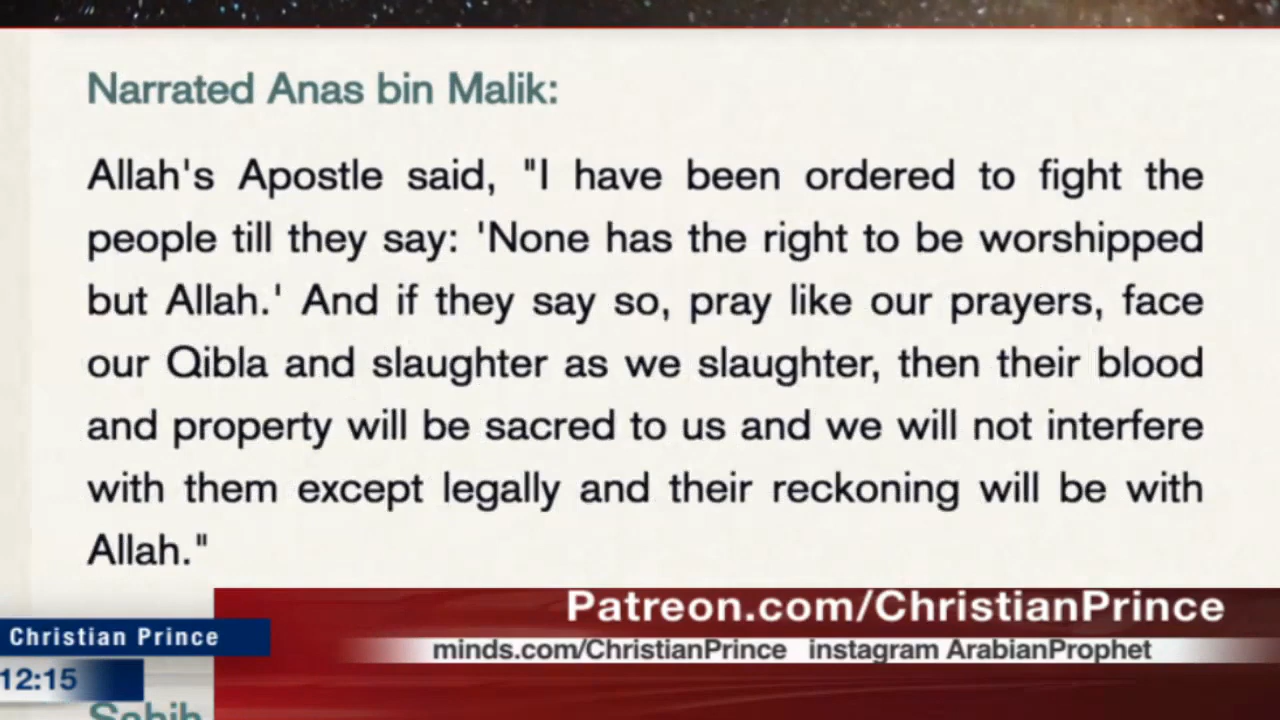 Narrated Anas bin Malik:
Allah's Apostle said, "I have been ordered to fight the
people till they say: 'None has the right to be worshipped
but Allah.' And if they say so, pray like our prayers, face
our Qibla and slaughter as we slaughter, then their blood
and property will be sacred to us and we will not interfere
with them except legally and their reckoning will be with
Allah."
Patreon.com/ChristianPrince
Christian Prince
minds.com/ChristianPrince instagram ArabianProphet
12:15
Sahih